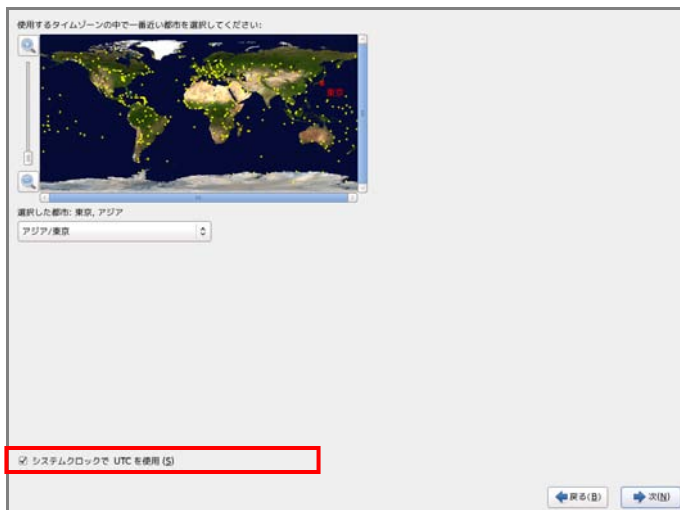 使用するタイムゾーンの中で一番近い都市を選択してください:
東京
選択した都市: 東京, アジア
アジア/東京
システムクロックで UTC を使用 (S)
戻る(B)
次(N)